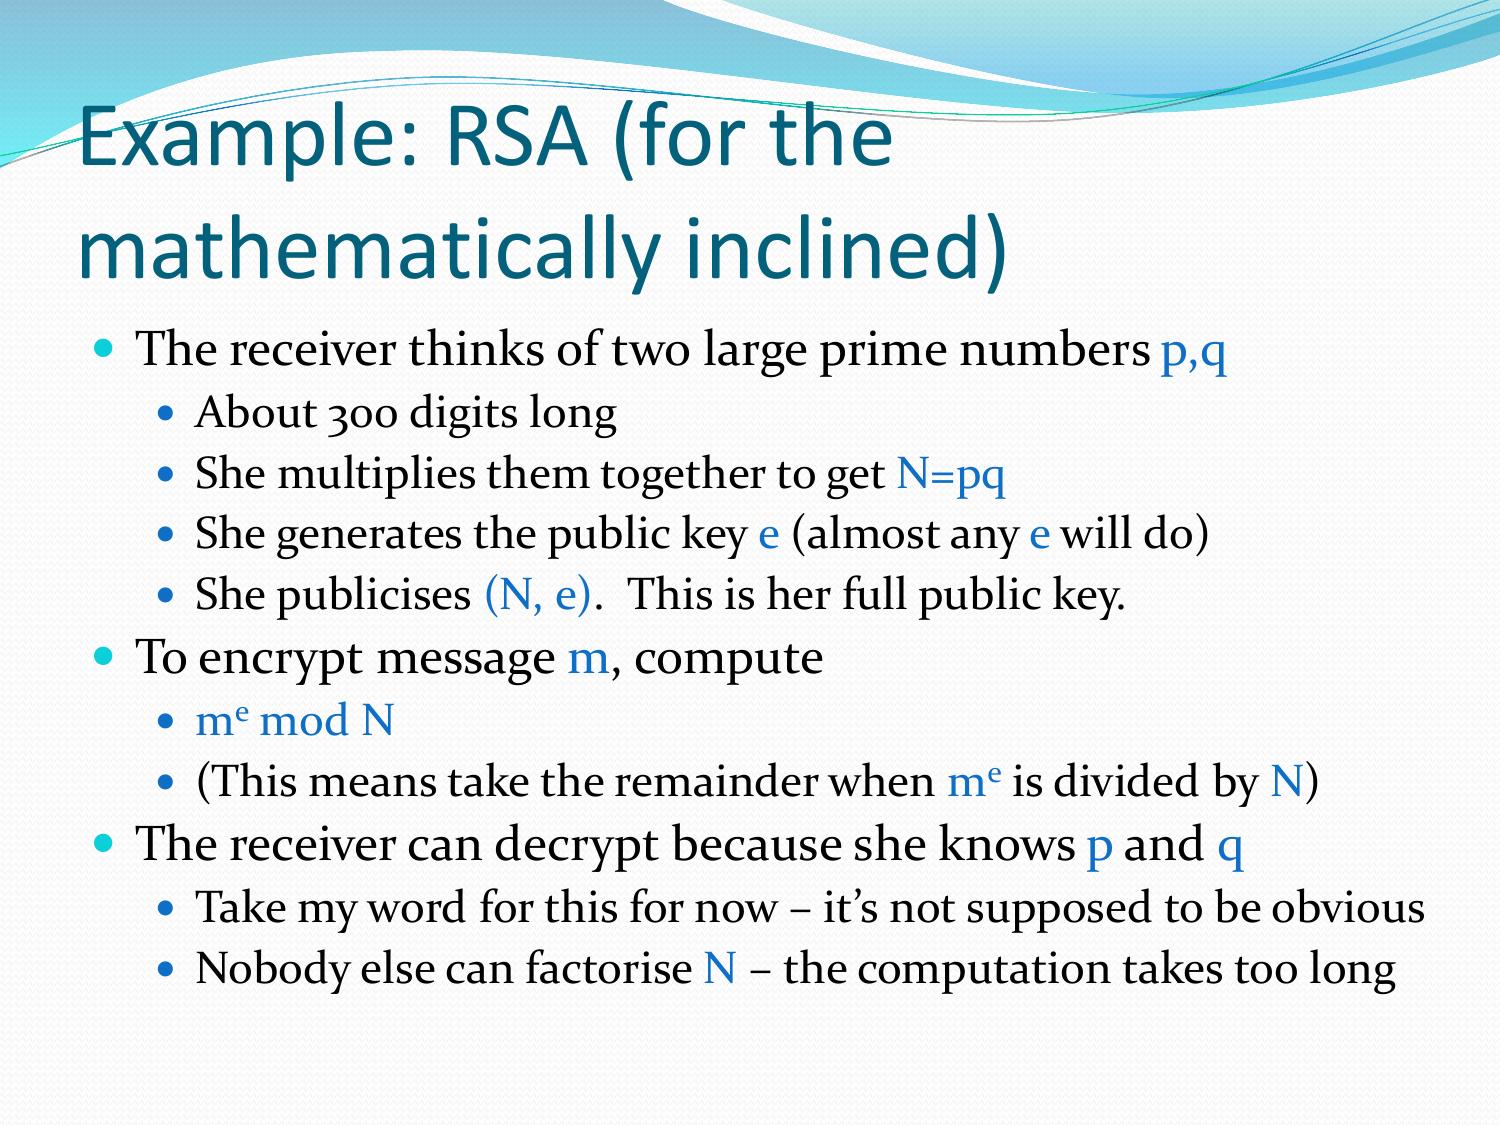 Example: RSA (for the
mathematically inclined)
• The receiver thinks of two large prime numbers p,q
• About 300 digits long
• She multiplies them together to get N=pq
• She generates the public key e (almost any e will do)
• She publicises (N, e).  This is her full public key.
• To encrypt message m, compute
• mᵉ mod N
• (This means take the remainder when mᵉ is divided by N)
• The receiver can decrypt because she knows p and q
• Take my word for this for now – it’s not supposed to be obvious
• Nobody else can factorise N – the computation takes too long